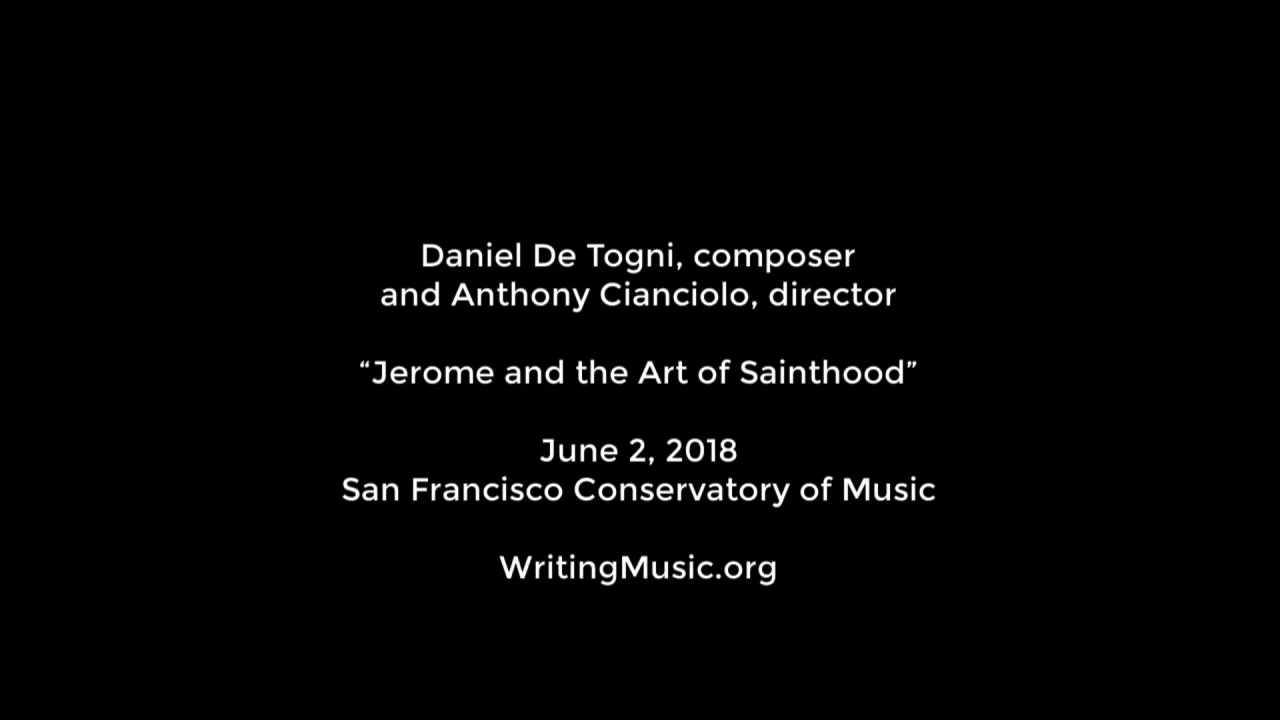 Daniel De Togni, composer
and Anthony Cianciolo, director
“Jerome and the Art of Sainthood”
June 2, 2018
San Francisco Conservatory of Music
WritingMusic.org